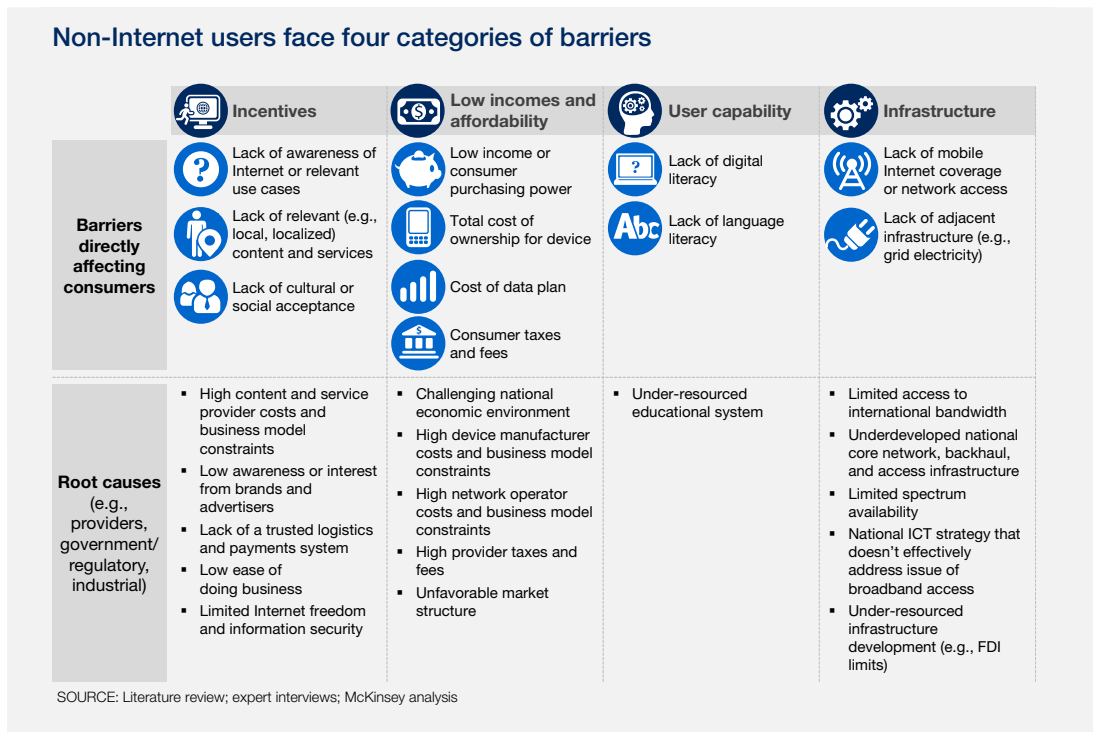 Non-Internet users face four categories of barriers
Incentives
Low incomes and
affordability
User capability
Infrastructure
Barriers
directly
affecting
consumers
?
Lack of awareness of
Internet or relevant
use cases
Lack of relevant (e.g.,
local, localized)
content and services
Lack of cultural or
social acceptance
$
Low income or
consumer
purchasing power
Total cost of
ownership for device
Cost of data plan
$
Consumer taxes
and fees
?
Lack of digital
literacy
Abc
Lack of language
literacy
Lack of mobile
Internet coverage
or network access
Lack of adjacent
infrastructure (e.g.,
grid electricity)
Root causes
(e.g.,
providers,
government/
regulatory,
industrial)
▪ High content and service
provider costs and
business model
constraints
▪ Low awareness or interest
from brands and
advertisers
▪ Lack of a trusted logistics
and payments system
▪ Low ease of
doing business
▪ Limited Internet freedom
and information security
▪ Challenging national
economic environment
▪ High device manufacturer
costs and business model
constraints
▪ High network operator
costs and business model
constraints
▪ High provider taxes and
fees
▪ Unfavorable market
structure
▪ Under-resourced
educational system
▪ Limited access to
international bandwidth
▪ Underdeveloped national
core network, backhaul,
and access infrastructure
▪ Limited spectrum
availability
▪ National ICT strategy that
doesn't effectively
address issue of
broadband access
▪ Under-resourced
infrastructure
development (e.g., FDI
limits)
SOURCE: Literature review; expert interviews; McKinsey analysis